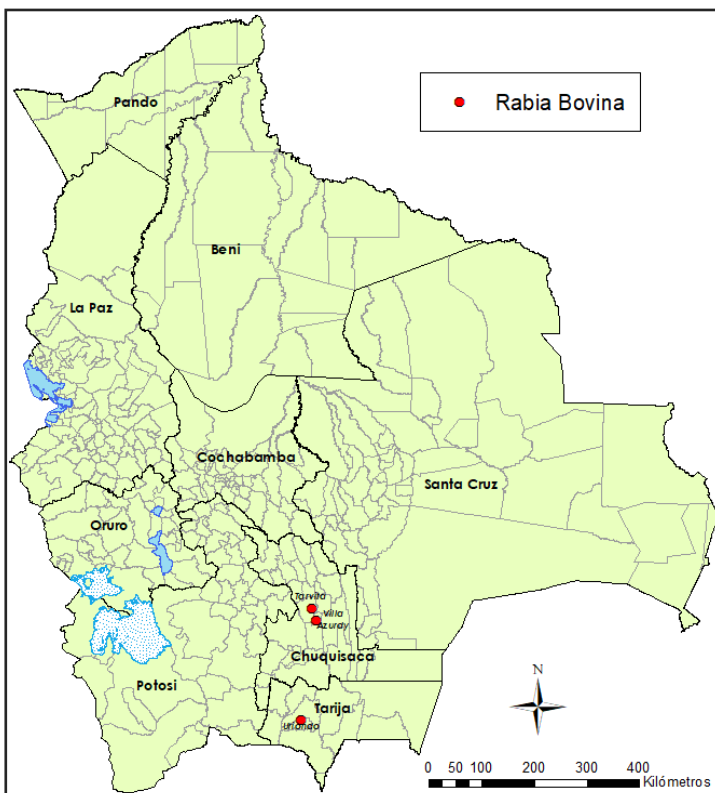 Rabia Bovina
Pando
Beni
La Paz
Cochabamba
Santa Cruz
Oruro
Tarvita
Villa
Azurdy
Chuquisaca
Potosi
Tarija
Uriondo
N
0 50 100 200 300 400
Kilómetros